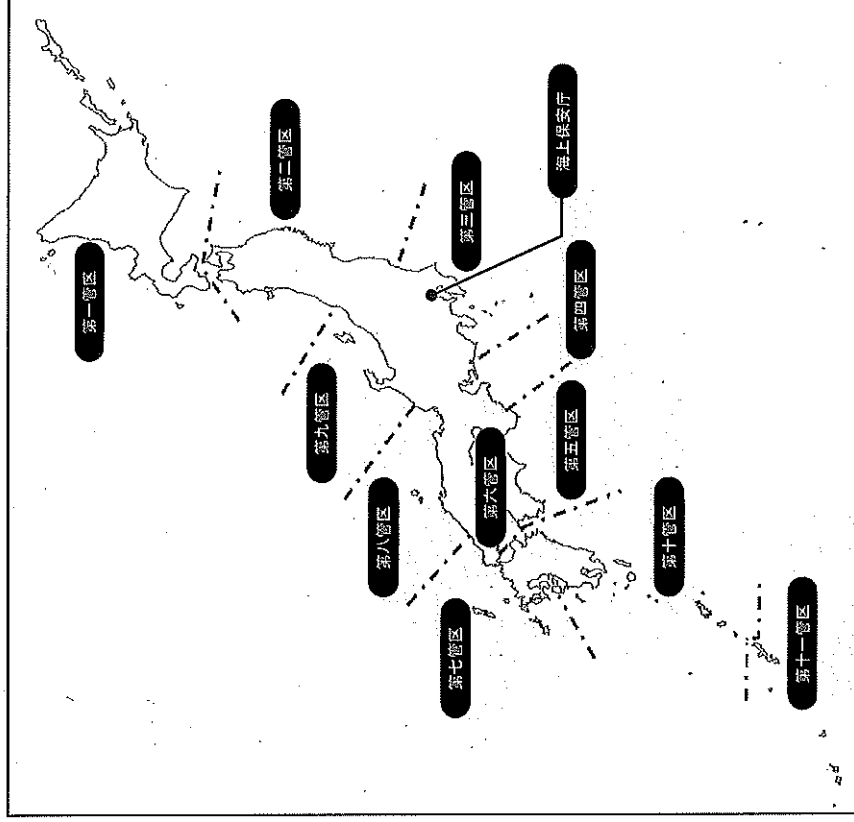 第一管区
第二管区
第三管区
海上保安庁
第四管区
第五管区
第六管区
第七管区
第八管区
第九管区
第十管区
第十一管区